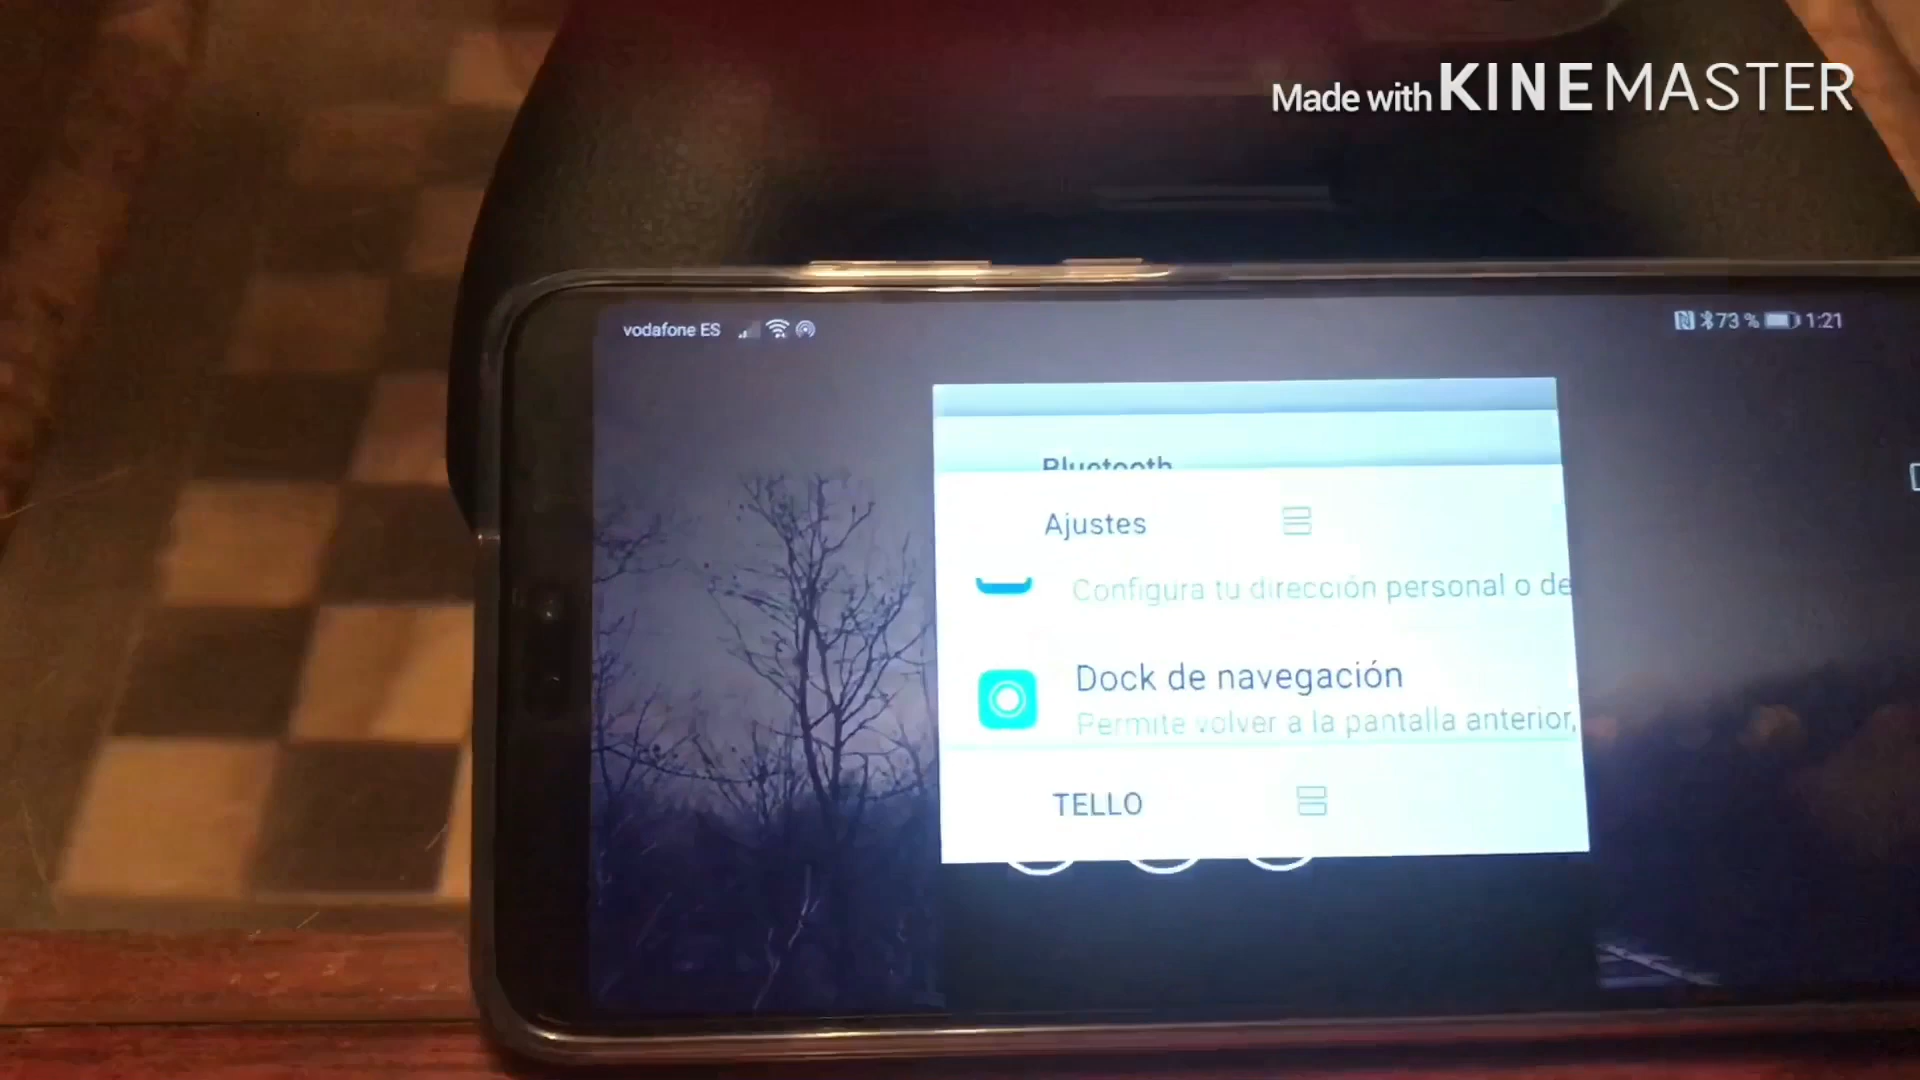 Made with KINEMASTER
vodafone ES
73 % 1:21
Bluetooth
Ajustes
Configura tu dirección personal o de
Dock de navegación
Permite volver a la pantalla anterior,
TELLO